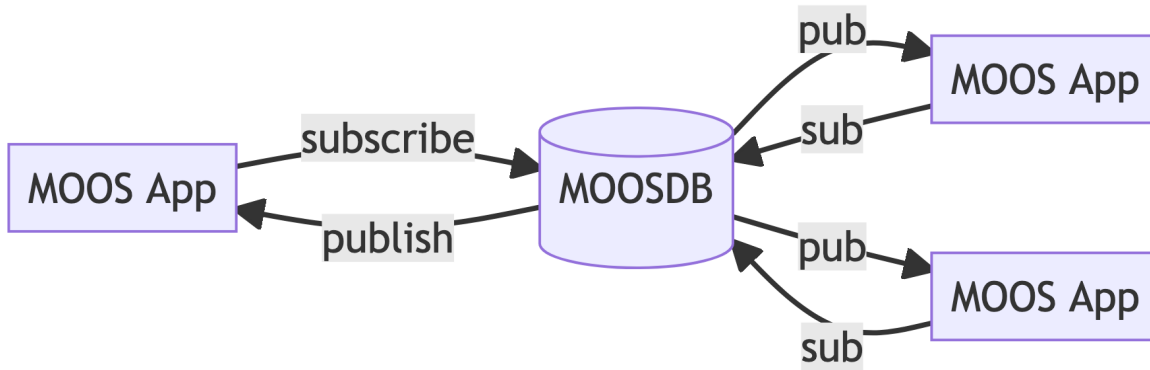 pub
MOOS App
sub
subscribe
MOOS App
MOOSDB
publish
pub
MOOS App
sub